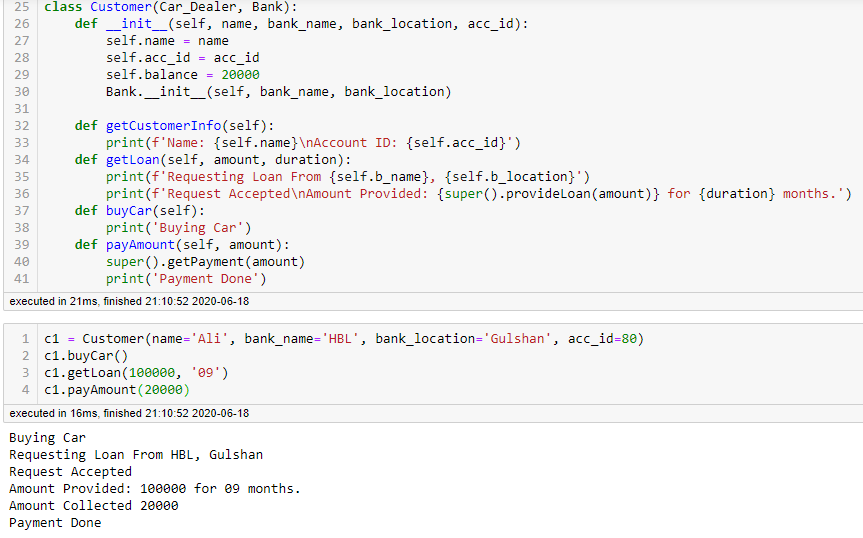 25 class Customer(Car_Dealer, Bank):
26     def __init__(self, name, bank_name, bank_location, acc_id):
27         self.name = name
28         self.acc_id = acc_id
29         self.balance = 20000
30         Bank.__init__(self, bank_name, bank_location)
31
32     def getCustomerInfo(self):
33         print(f'Name: {self.name}\nAccount ID: {self.acc_id}')
34     def getLoan(self, amount, duration):
35         print(f'Requesting Loan From {self.b_name}, {self.b_location}')
36         print(f'Request Accepted\nAmount Provided: {super().provideLoan(amount)} for {duration} months.')
37     def buyCar(self):
38         print('Buying Car')
39     def payAmount(self, amount):
40         super().getPayment(amount)
41         print('Payment Done')
executed in 21ms, finished 21:10:52 2020-06-18
1 c1 = Customer(name='Ali', bank_name='HBL', bank_location='Gulshan', acc_id=80)
2 c1.buyCar()
3 c1.getLoan(100000, '09')
4 c1.payAmount(20000)
executed in 16ms, finished 21:10:52 2020-06-18
Buying Car
Requesting Loan From HBL, Gulshan
Request Accepted
Amount Provided: 100000 for 09 months.
Amount Collected 20000
Payment Done